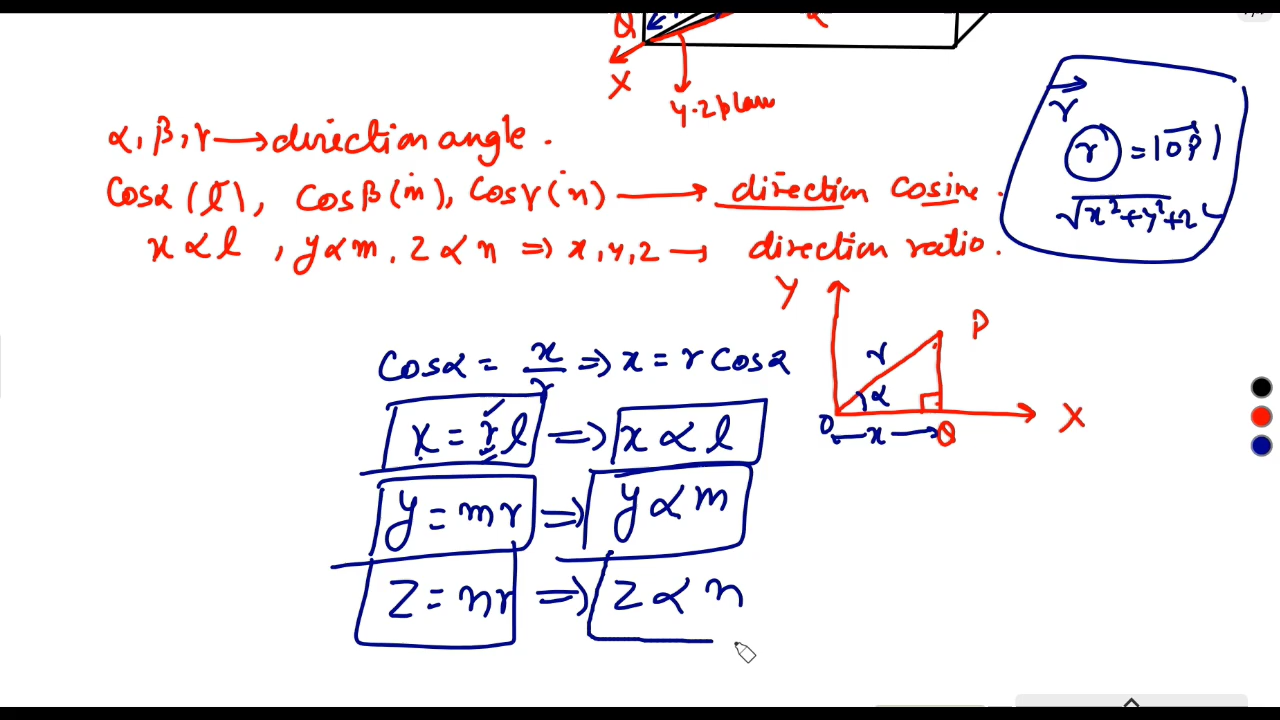 Q
X
y.z plane
α, β, γ → direction angle.
Cosα (l), Cosβ (m), Cosγ (n) → direction cosine.
x ∝ l , y ∝ m, z ∝ n ⇒ x, y, z → direction ratio.
r
r = |OP|
√x²+y²+z²
Y
P
r
α
O x Q
X
Cosα = x/r ⇒ x = r Cosα
x = rl ⇒ x ∝ l
y = mr ⇒ y ∝ m
z = nr ⇒ z ∝ n